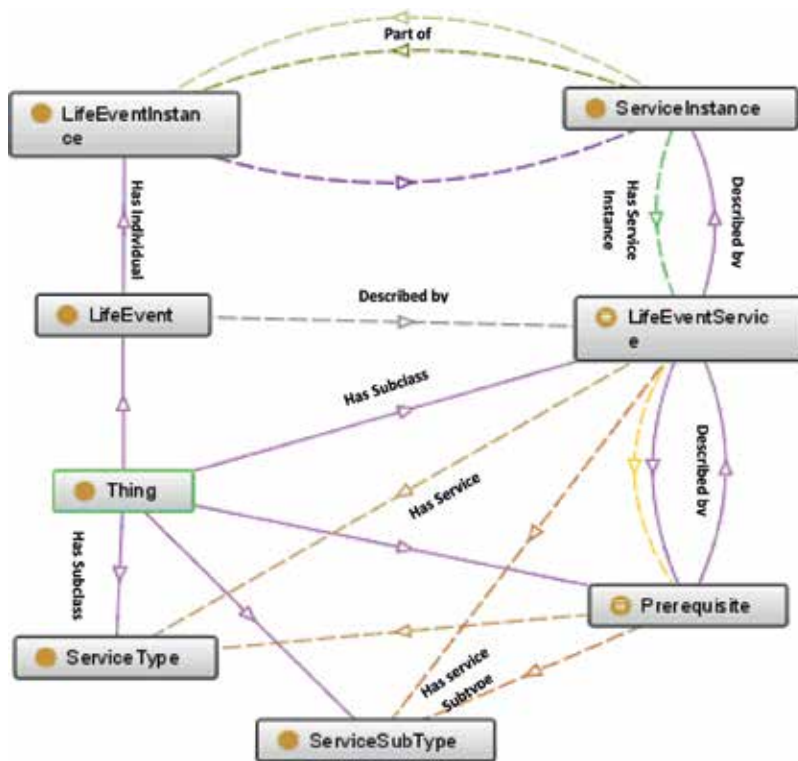 Part of
LifeEventInstan
ce
ServiceInstance
Has Individual
Has Service
Instance
Described by
LifeEvent
Described by
LifeEventServic
e
Has Subclass
Thing
Has Service
Described by
Has Subclass
Prerequisite
ServiceType
Has service
Subtype
ServiceSubType